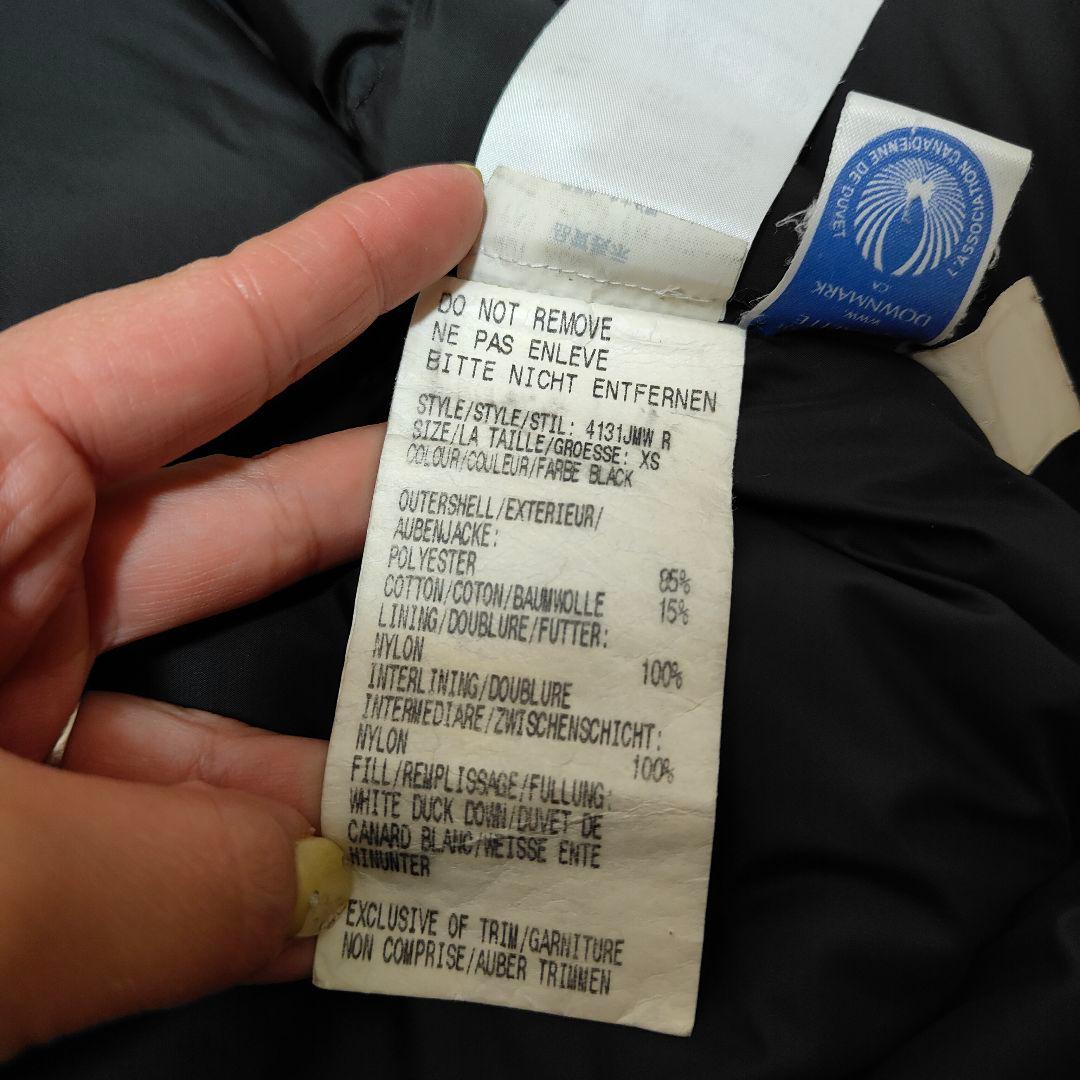 DO NOT REMOVE
NE PAS ENLEVE
BITTE NICHT ENTFERNEN
STYLE/STYLE/STIL: 4131JMW R
SIZE/LA TAILLE/GROESSE: XS
COLOUR/COULEUR/FARBE BLACK
OUTERSHELL/EXTERIEUR/
AUBENJACKE:
POLYESTER 85%
COTTON/COTON/BAUMWOLLE 15%
LINING/DOUBLURE/FUTTER:
NYLON 100%
INTERLINING/DOUBLURE
INTERMEDIARE/ZWISCHENSCHICHT:
NYLON 100%
FILL/REMPLISSAGE/FULLUNG:
WHITE DUCK DOWN/DUVET DE
CANARD BLANC/WEISSE ENTE
HINUNTER
EXCLUSIVE OF TRIM/GARNITURE
NON COMPRISE/AUBER TRIMMEN
L'ASSOCIATION CANADIENNE DE DUVET
DOWNMARK
CA
www.